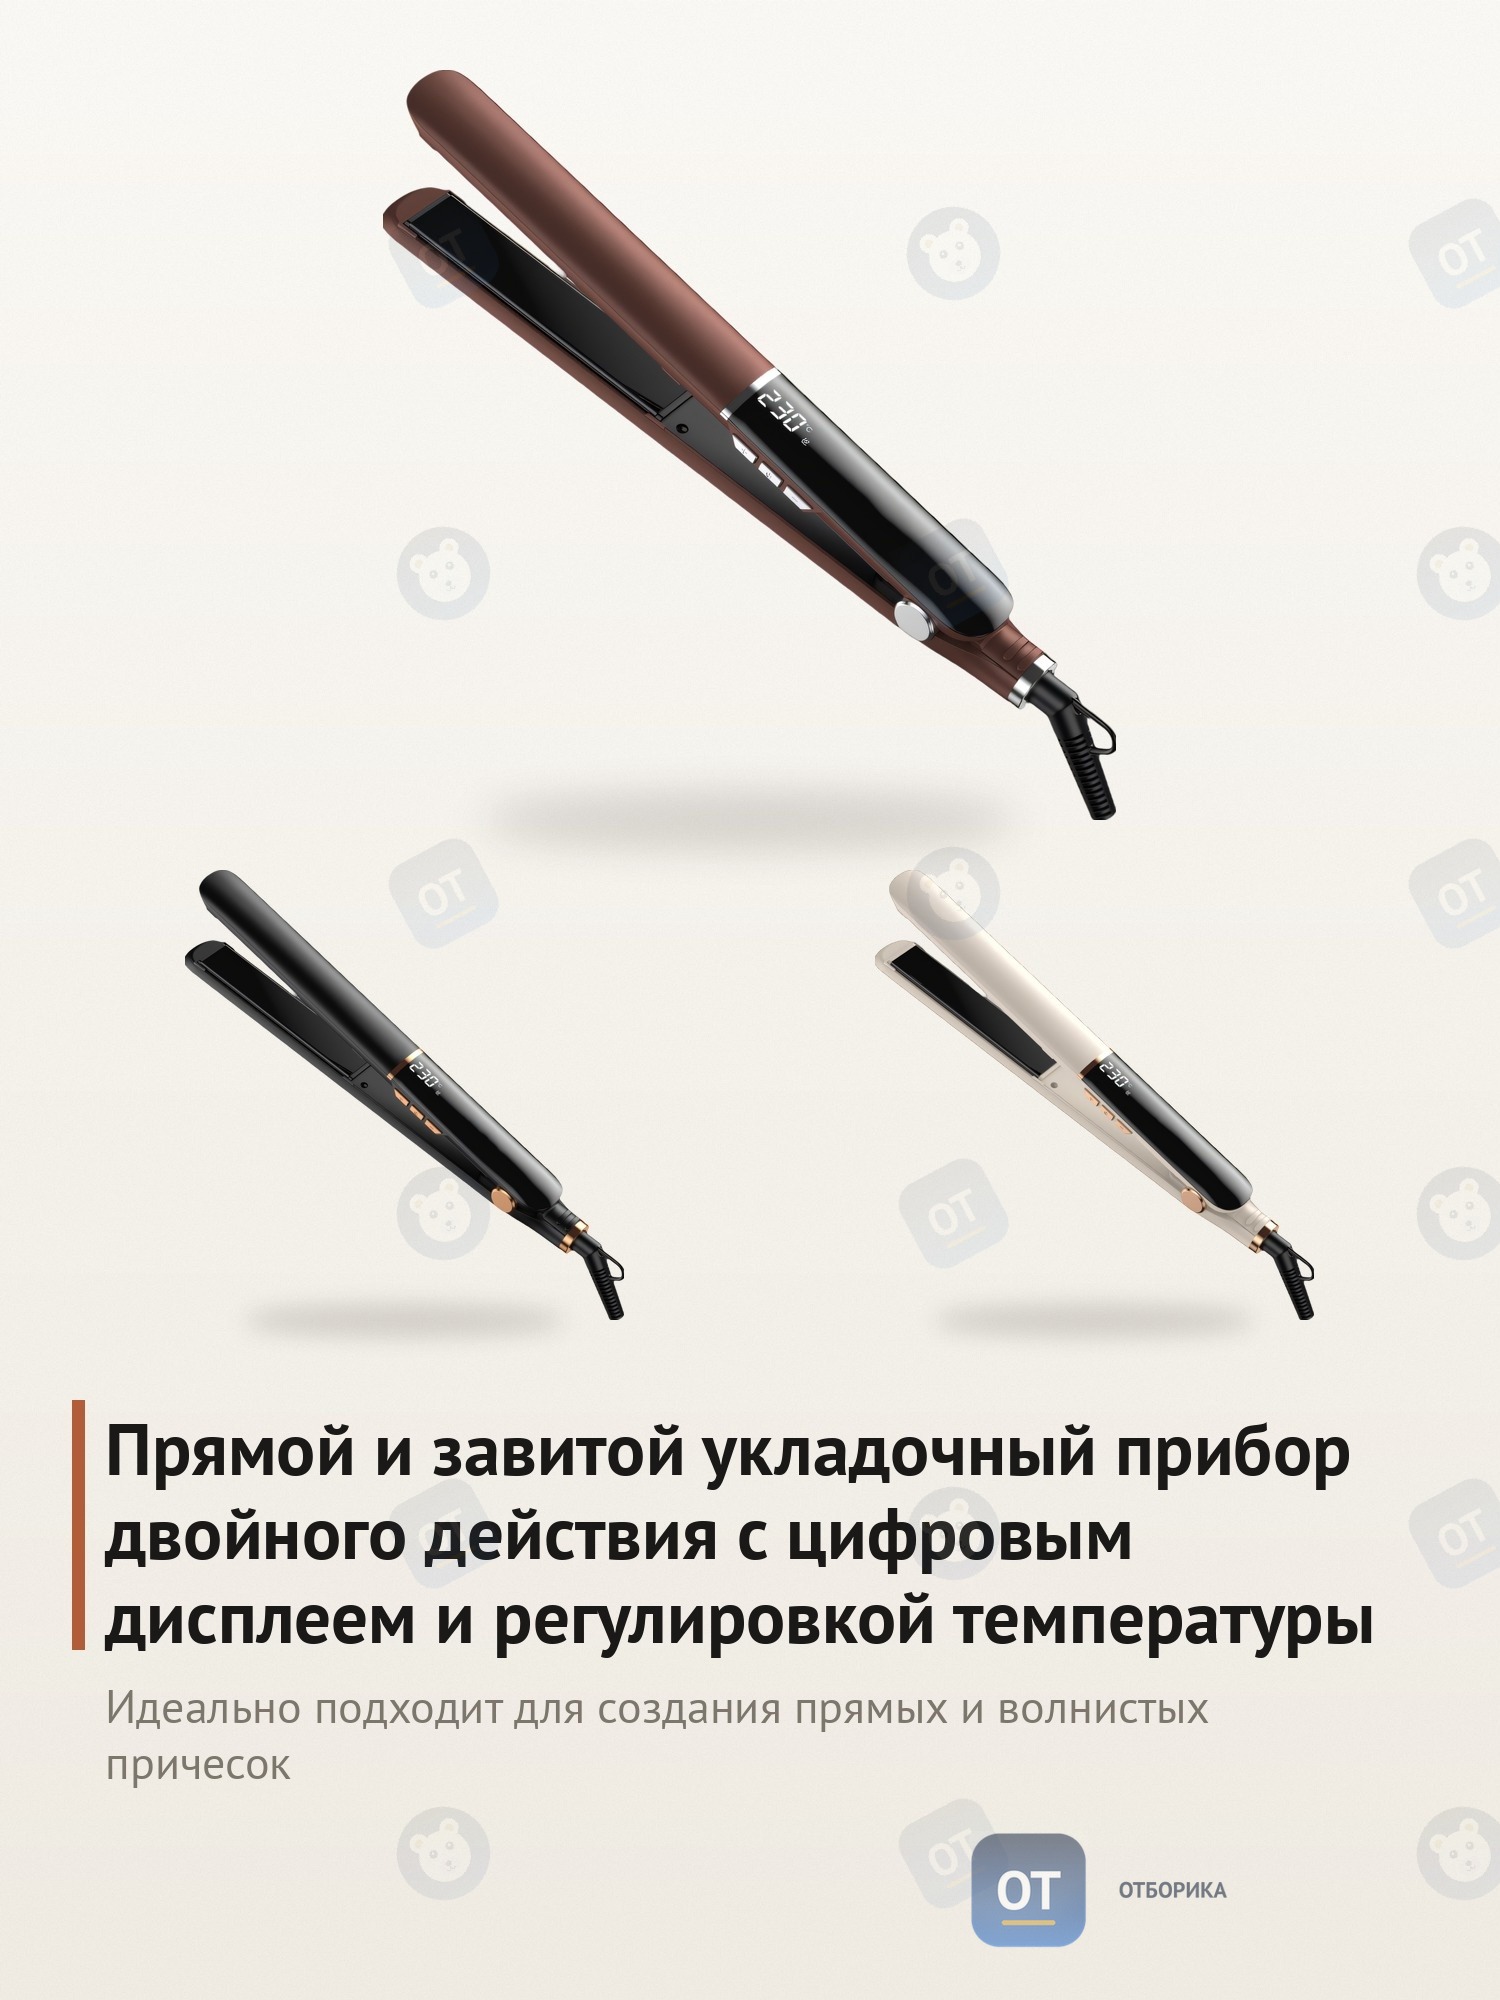 230°C
230
230
Прямой и завитой укладочный прибор
двойного действия с цифровым
дисплеем и регулировкой температуры
Идеально подходит для создания прямых и волнистых
причесок
ОТ
ОТБОРИКА